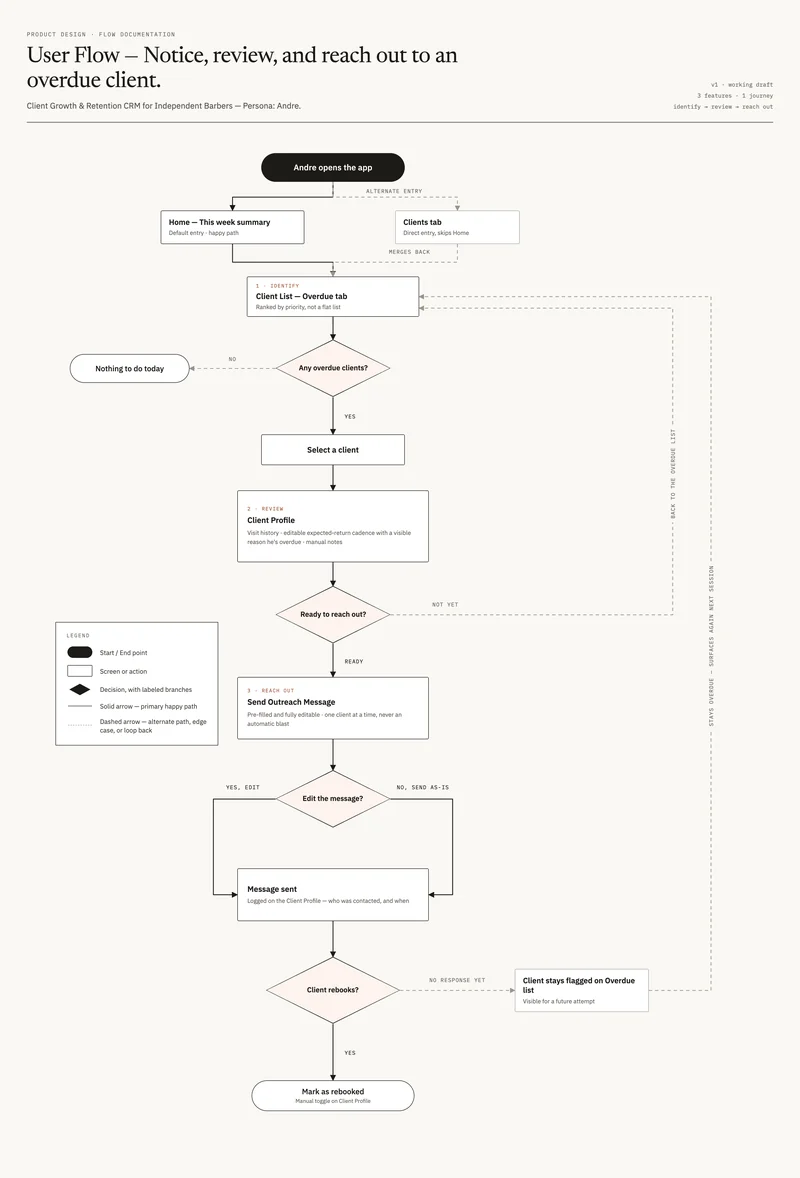 PRODUCT DESIGN · FLOW DOCUMENTATION
User Flow — Notice, review, and reach out to an
overdue client.
Client Growth & Retention CRM for Independent Barbers — Persona: Andre.
v1 · working draft
3 features · 1 journey
identify → review → reach out
Andre opens the app
ALTERNATE ENTRY
Home — This week summary
Default entry · happy path
Clients tab
Direct entry, skips Home
MERGES BACK
1 · IDENTIFY
Client List — Overdue tab
Ranked by priority, not a flat list
Any overdue clients?
NO
Nothing to do today
YES
Select a client
2 · REVIEW
Client Profile
Visit history · editable expected-return cadence with a visible
reason he's overdue · manual notes
BACK TO THE OVERDUE LIST
Ready to reach out?
NOT YET
STAYS OVERDUE — SURFACES AGAIN NEXT SESSION
READY
LEGEND
Start / End point
Screen or action
Decision, with labeled branches
Solid arrow — primary happy path
Dashed arrow — alternate path, edge
case, or loop back
3 · REACH OUT
Send Outreach Message
Pre-filled and fully editable · one client at a time, never an
automatic blast
YES, EDIT
Edit the message?
NO, SEND AS-IS
Message sent
Logged on the Client Profile — who was contacted, and when
Client rebooks?
NO RESPONSE YET
Client stays flagged on Overdue
list
Visible for a future attempt
YES
Mark as rebooked
Manual toggle on Client Profile